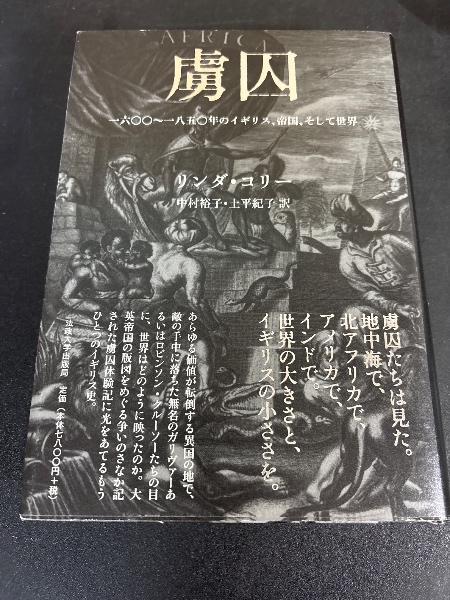 AFRICA
虜囚
一六〇〇~一八五〇年のイギリス、帝国、そして世界
リンダ・コリー
中村裕子・土平紀子 訳
虜囚たちは見た。
地中海で、
北アフリカで、
アメリカで、
インドで。
世界の大きさと、
イギリスの小ささを。
あらゆる価値が転倒する異国の地で、
敵の手中に落ちた無名のガリヴァーあ
るいはロビンソン・クルーソーたちの目
に、世界はどのように映ったのか。大
英帝国の版図をめぐる争いのさなか記
された虜囚体験記に光をあてるもう
ひとつのイギリス史。
法政大学出版局 定価(本体七八〇〇円+税)